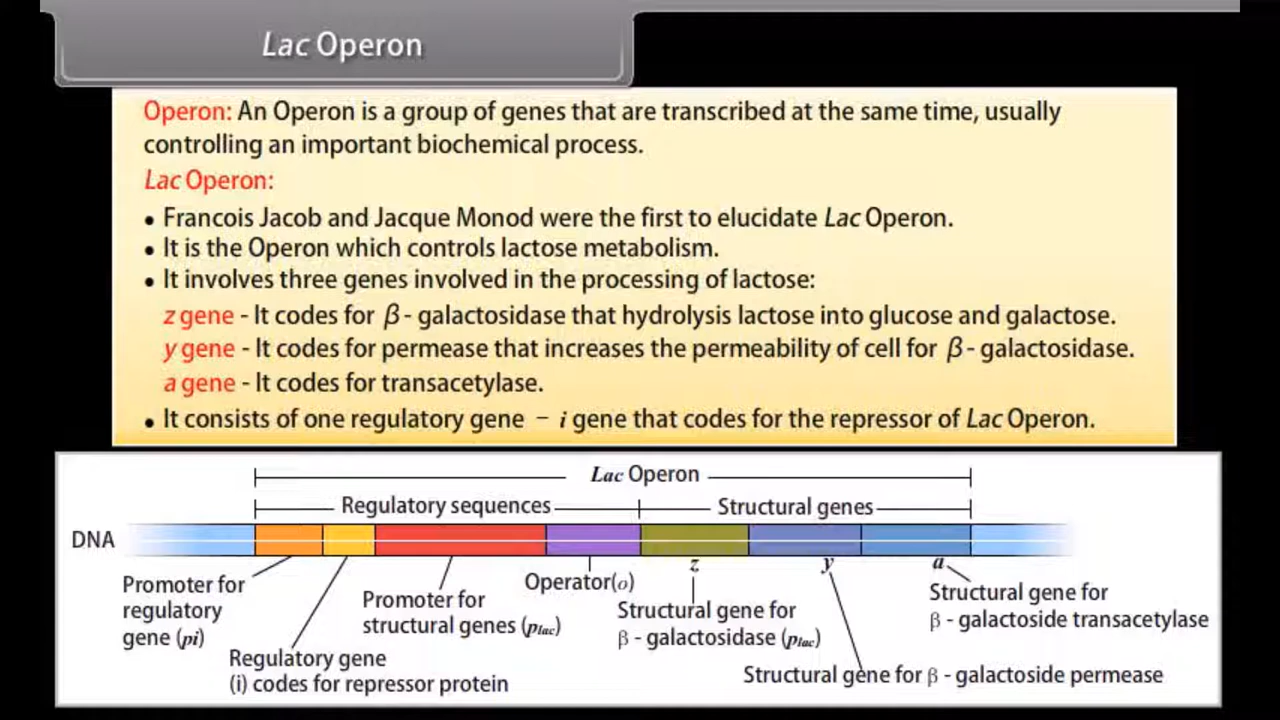 Lac Operon
Operon: An Operon is a group of genes that are transcribed at the same time, usually
controlling an important biochemical process.
Lac Operon:
• Francois Jacob and Jacque Monod were the first to elucidate Lac Operon.
• It is the Operon which controls lactose metabolism.
• It involves three genes involved in the processing of lactose:
z gene - It codes for β - galactosidase that hydrolysis lactose into glucose and galactose.
y gene - It codes for permease that increases the permeability of cell for β - galactosidase.
a gene - It codes for transacetylase.
• It consists of one regulatory gene – i gene that codes for the repressor of Lac Operon.
Lac Operon
Regulatory sequences
Structural genes
DNA
Promoter for
regulatory
gene (pi)
Regulatory gene
(i) codes for repressor protein
Promoter for
structural genes (plac)
Operator(o)
z
Structural gene for
β - galactosidase (plac)
y
Structural gene for β - galactoside permease
a
Structural gene for
β - galactoside transacetylase